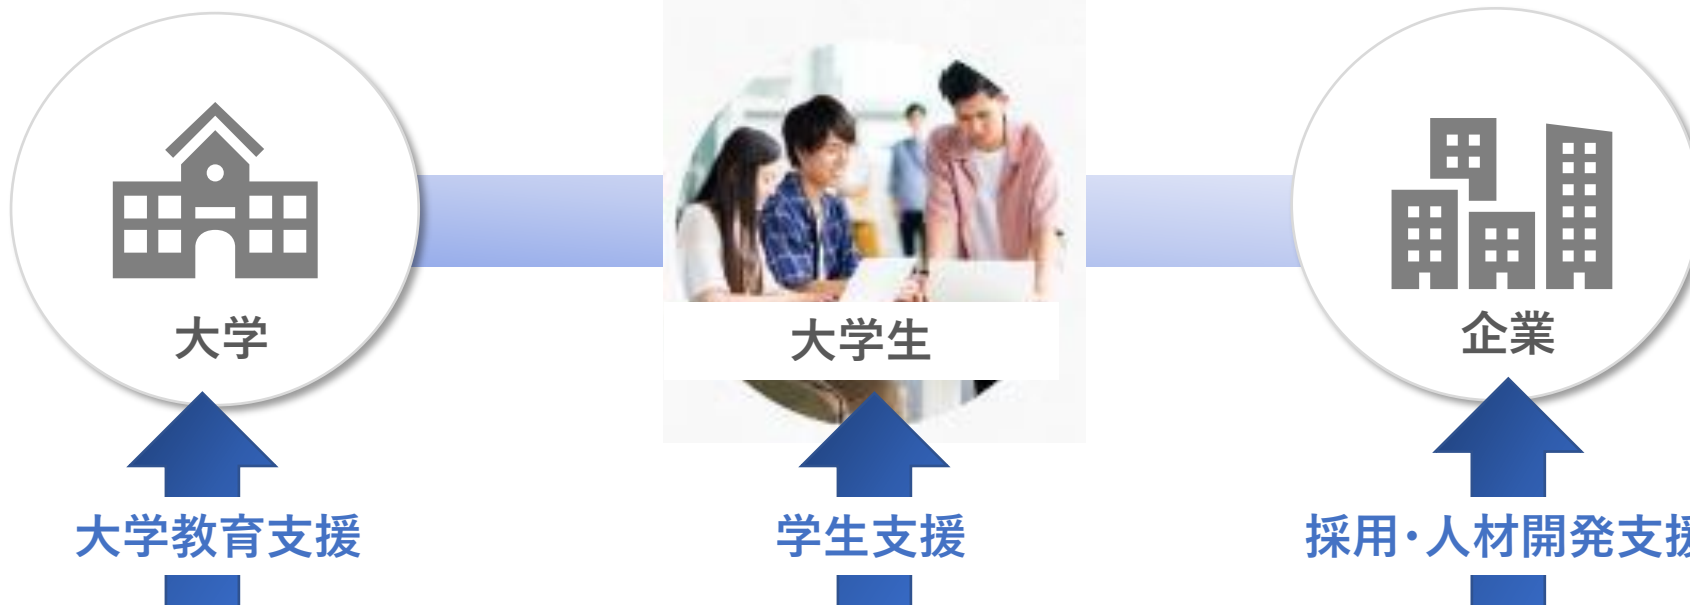 大学
大学生
企業
大学教育支援
学生支援
採用・人材開発支援